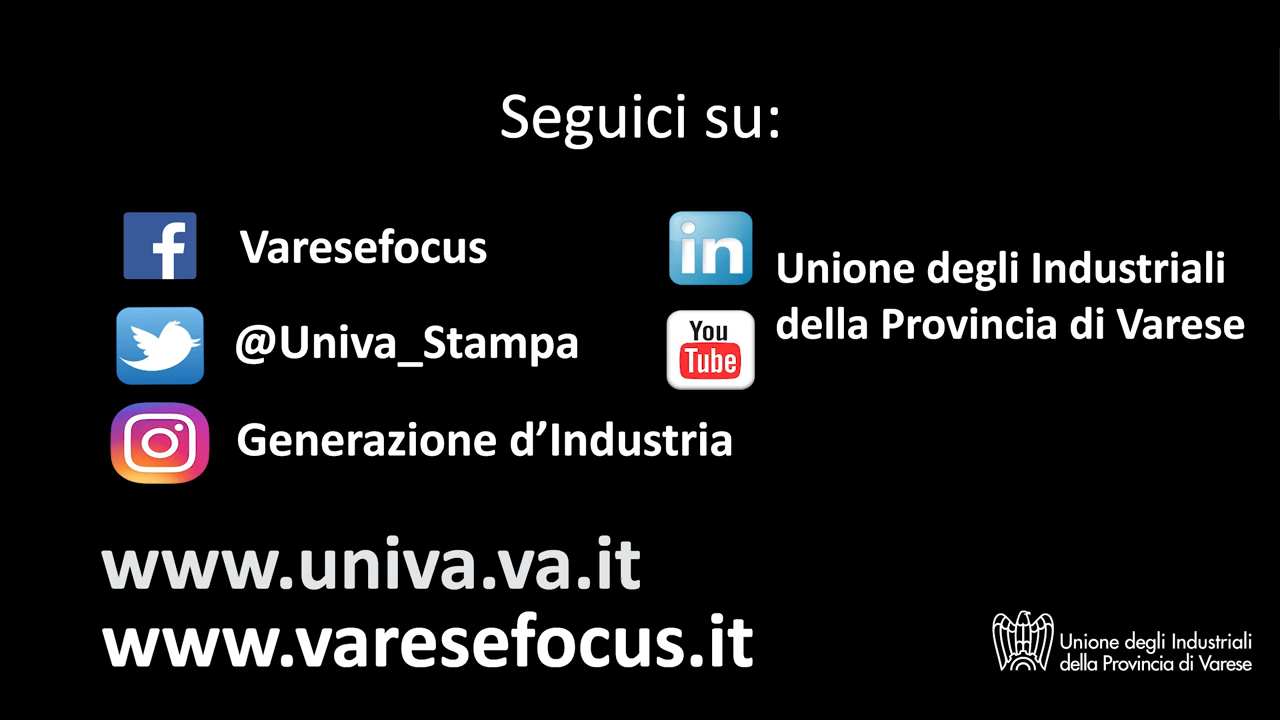 Seguici su:
Varesefocus
@Univa_Stampa
Generazione d’Industria
in
Unione degli Industriali
della Provincia di Varese
You
Tube
www.univa.va.it
www.varesefocus.it
Unione degli Industriali
della Provincia di Varese